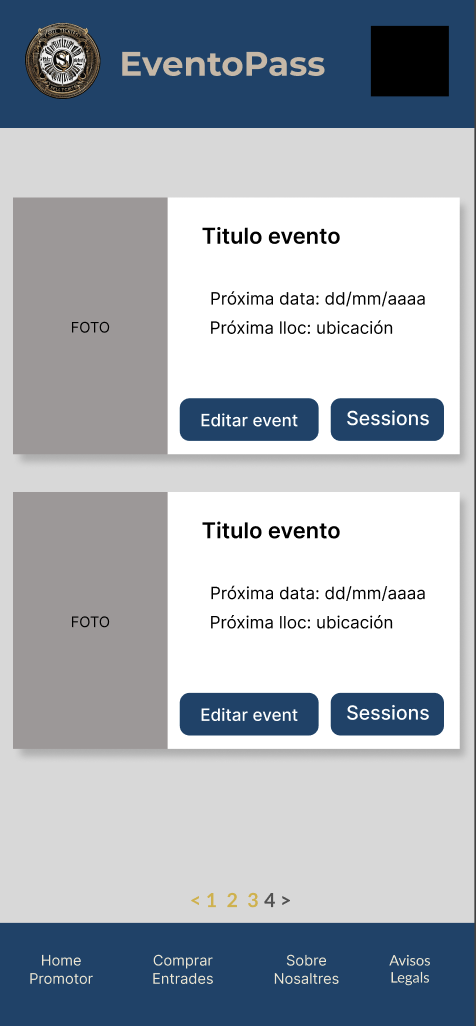 EventoPass
Titulo evento
Próxima data: dd/mm/aaaa
Próxima lloc: ubicación
FOTO
Editar event
Sessions
Titulo evento
Próxima data: dd/mm/aaaa
Próxima lloc: ubicación
FOTO
Editar event
Sessions
< 1 2 3 4 >
Home
Promotor
Comprar
Entrades
Sobre
Nosaltres
Avisos
Legals